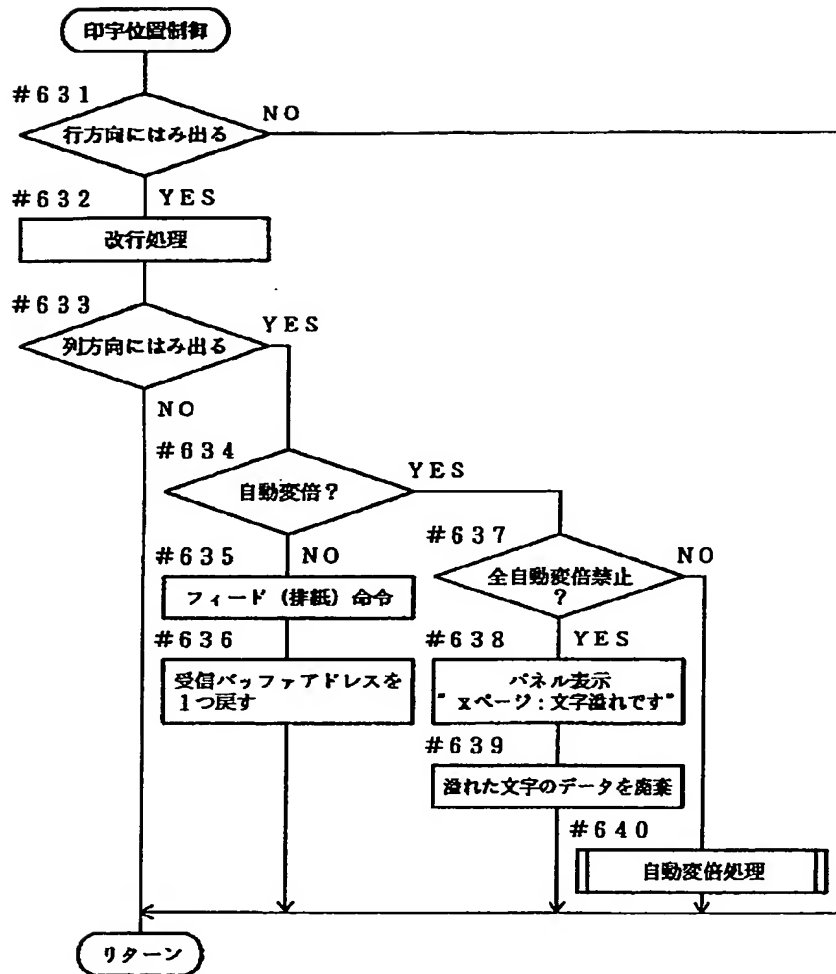 印字位置制御
#631
NO
行方向にはみ出る
#632
YES
改行処理
#633
YES
列方向にはみ出る
NO
#634
YES
自動変倍?
#637
NO
#635
NO
全自動変倍禁止
?
フィード(排紙)命令
#636
#638
YES
受信バッファアドレスを
1つ戻す
パネル表示
"xページ:文字溢れです"
#639
溢れた文字のデータを廃棄
#640
自動変倍処理
リターン